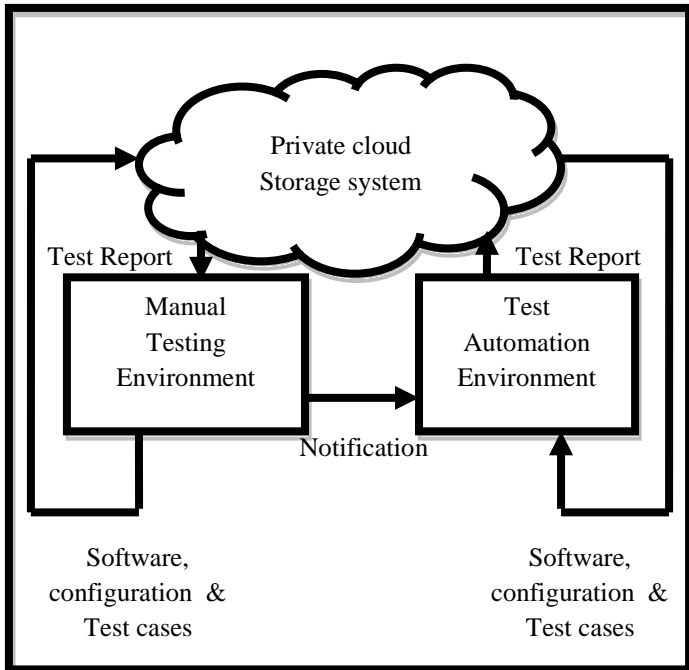 Private cloud
Storage system
Test Report
Test Report
Manual
Testing
Environment
Test
Automation
Environment
Notification
Software,
configuration &
Test cases
Software,
configuration &
Test cases